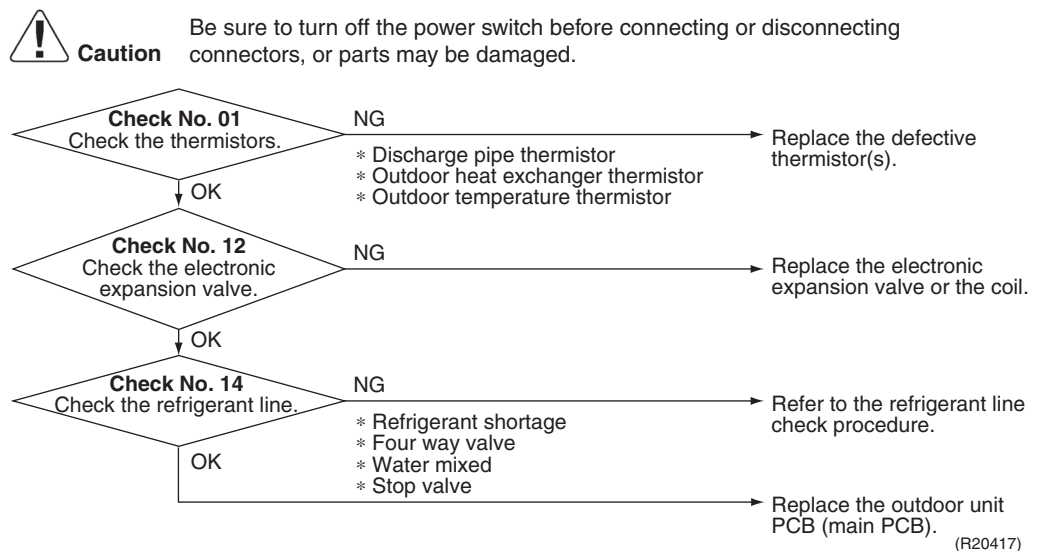 Be sure to turn off the power switch before connecting or disconnecting
Caution connectors, or parts may be damaged.
Check No. 01
Check the thermistors.
NG
∗ Discharge pipe thermistor
∗ Outdoor heat exchanger thermistor
∗ Outdoor temperature thermistor
Replace the defective
thermistor(s).
OK
Check No. 12
Check the electronic
expansion valve.
NG
Replace the electronic
expansion valve or the coil.
OK
Check No. 14
Check the refrigerant line.
NG
∗ Refrigerant shortage
∗ Four way valve
∗ Water mixed
∗ Stop valve
Refer to the refrigerant line
check procedure.
OK
Replace the outdoor unit
PCB (main PCB).
(R20417)